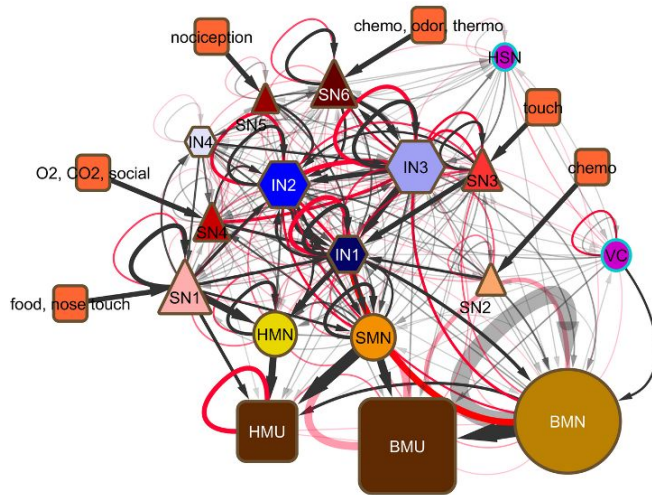 chemo, odor, thermo
nociception
HSN
SN6
touch
SN5
IN4
IN3
chemo
IN2
SN3
O2, CO2, social
SN4
IN1
VC
SN1
SN2
food, nose touch
HMN
SMN
BMN
HMU
BMU